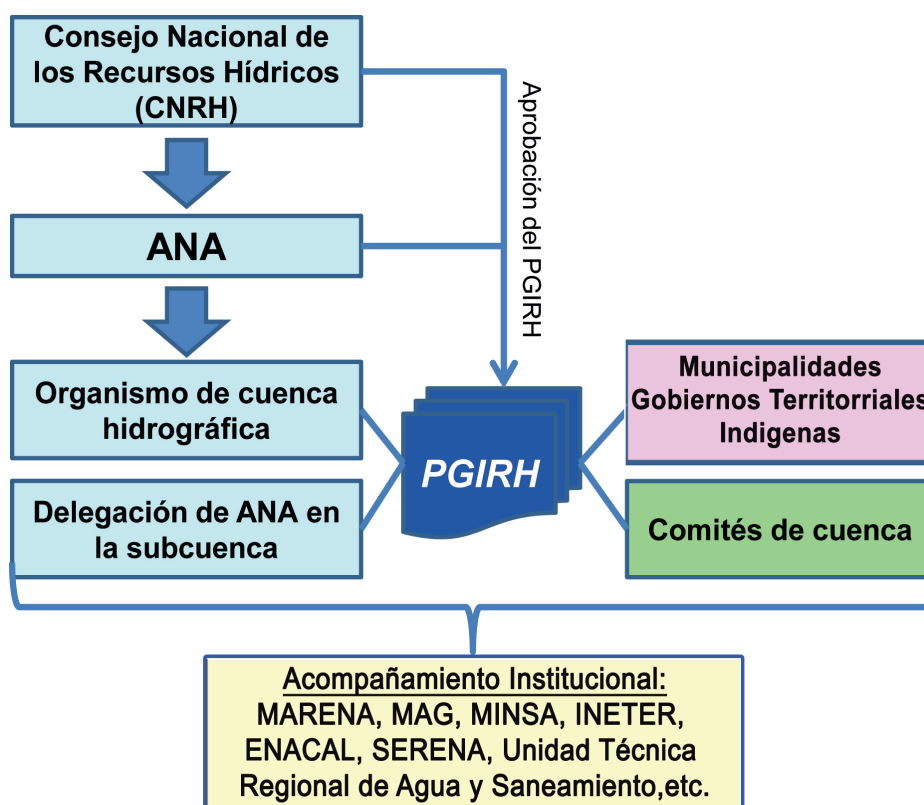 Consejo Nacional de
los Recursos Hídricos
(CNRH)
Aprobación del PGIRH
ANA
Organismo de cuenca
hidrográfica
Delegación de ANA en
la subcuenca
PGIRH
Municipalidades
Gobiernos Territorriales
Indigenas
Comités de cuenca
Acompañamiento Institucional:
MARENA, MAG, MINSA, INETER,
ENACAL, SERENA, Unidad Técnica
Regional de Agua y Saneamiento,etc.